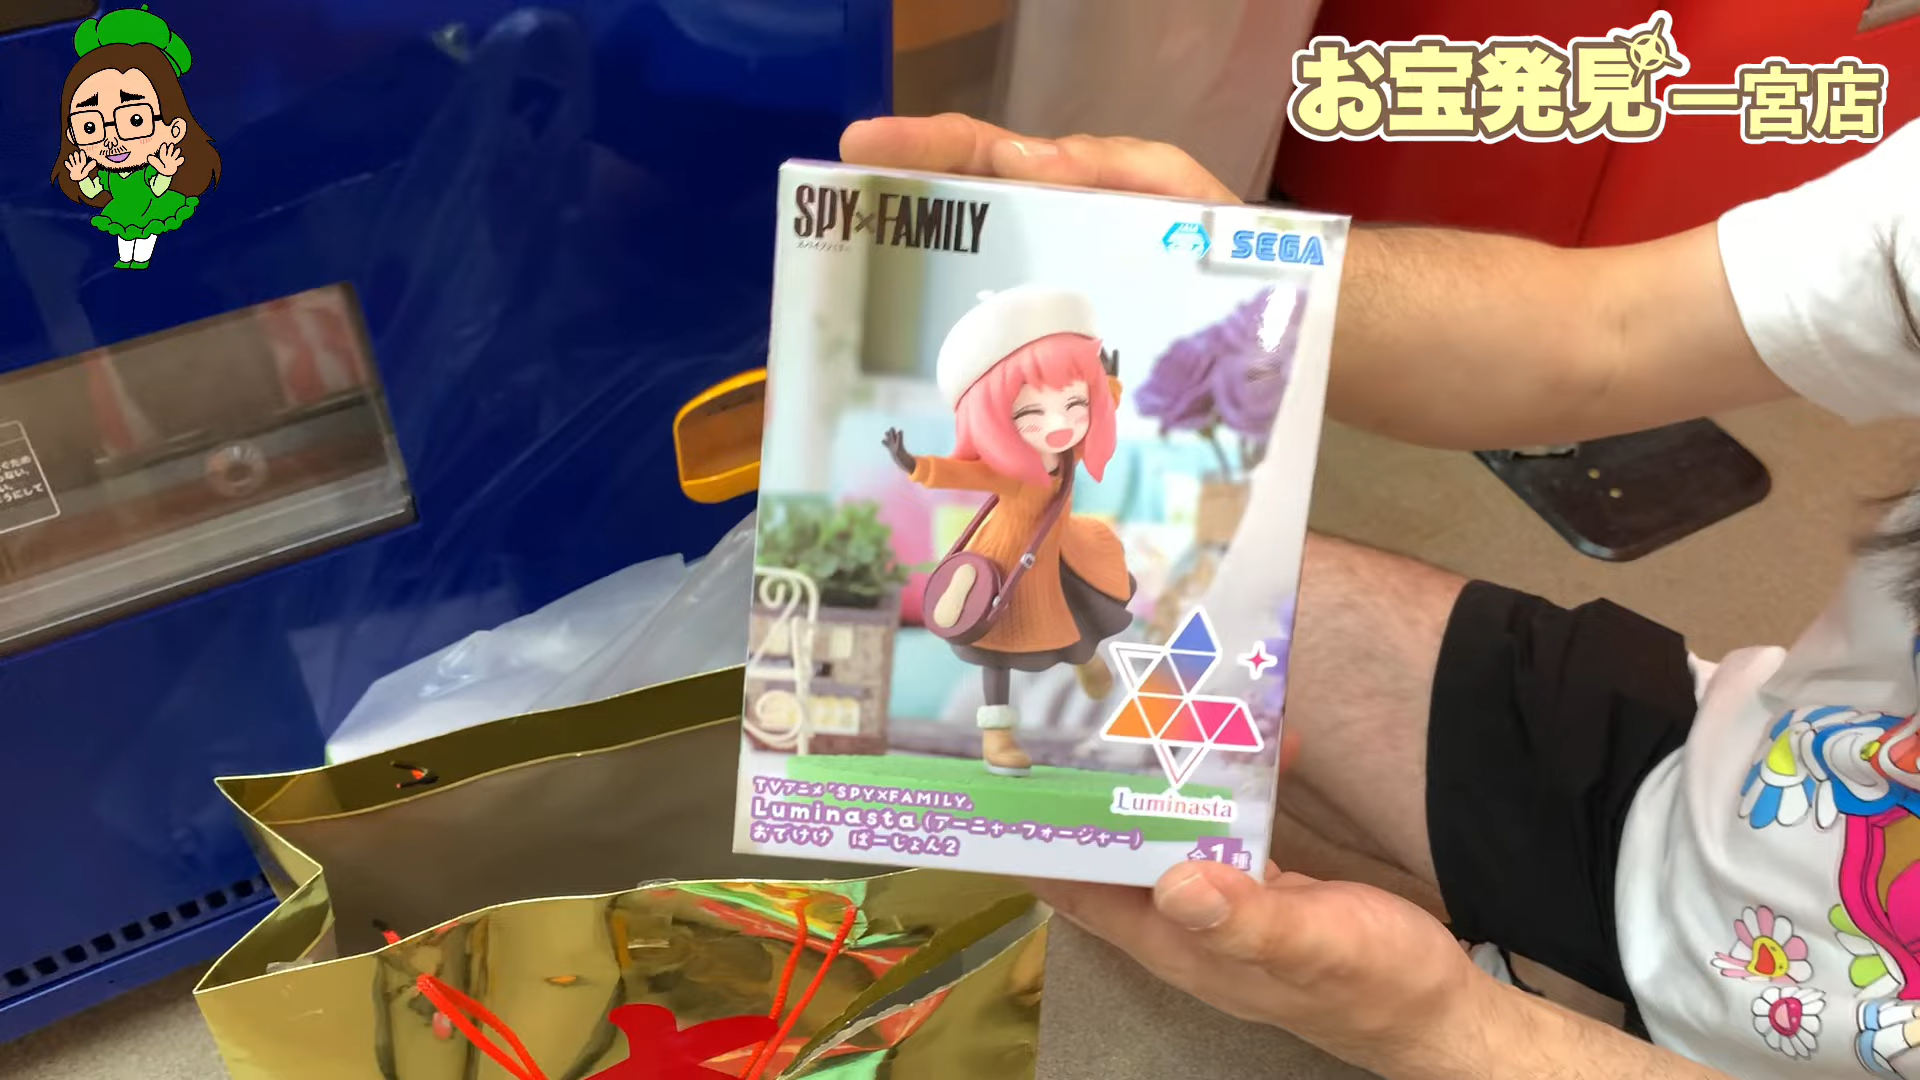 お宝発見一宮店
SPY×FAMILY
SEGA
Luminasta
TVアニメ『SPY×FAMILY』
Luminasta(アーニャ・フォージャー)
おでけけ ばーじょん2
全1種